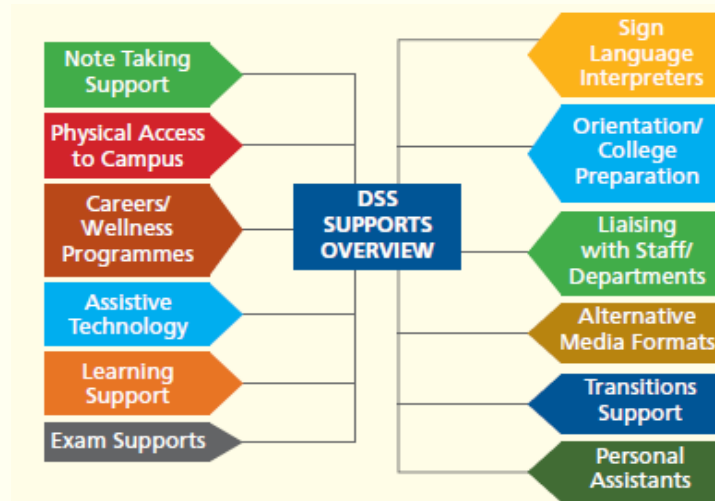 Note Taking
Support
Physical Access
to Campus
Careers/
Wellness
Programmes
Assistive
Technology
Learning
Support
Exam Supports
DSS
SUPPORTS
OVERVIEW
Sign
Language
Interpreters
Orientation/
College
Preparation
Liaising
with Staff/
Departments
Alternative
Media Formats
Transitions
Support
Personal
Assistants